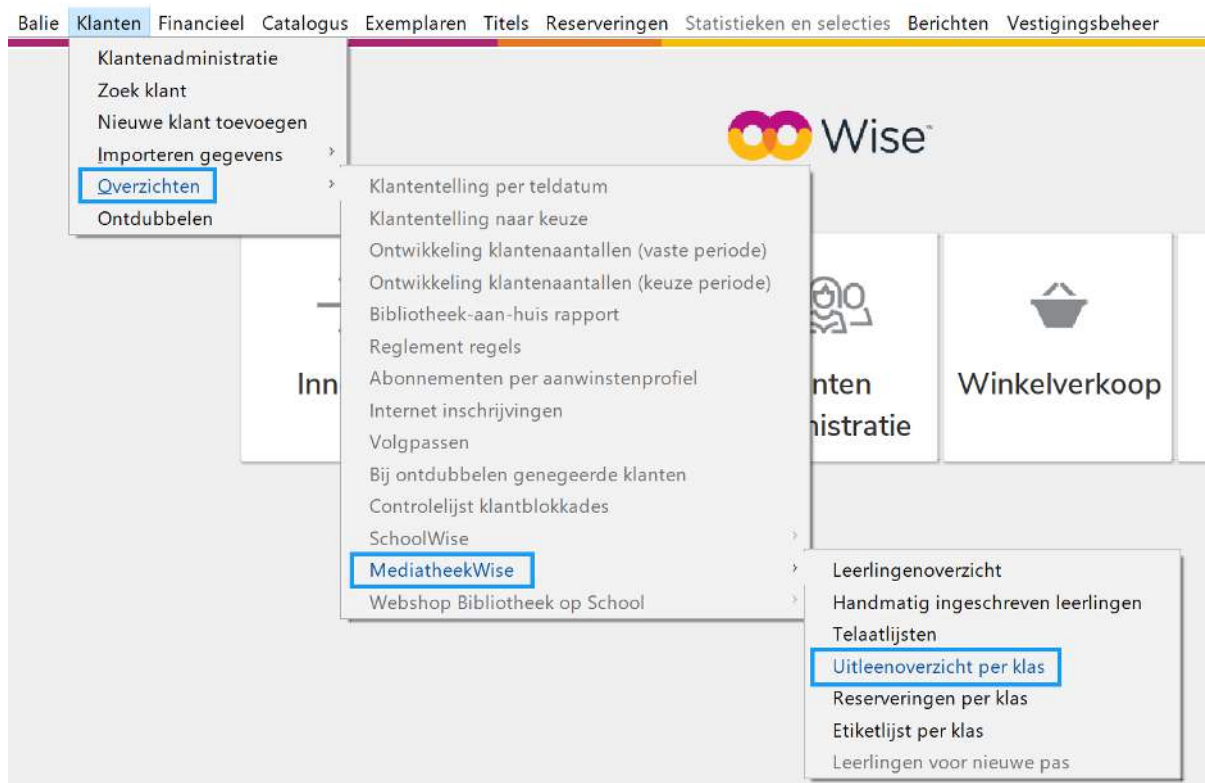 Balie Klanten Financieel Catalogus Exemplaren Titels Reserveringen Statistieken en selecties Berichten Vestigingsbeheer
Klantenadministratie
Zoek klant
Nieuwe klant toevoegen
Importeren gegevens
Overzichten
Ontdubbelen
Wise™
Klantentelling per teldatum
Klantentelling naar keuze
Ontwikkeling klantenaantallen (vaste periode)
Ontwikkeling klantenaantallen (keuze periode)
Bibliotheek-aan-huis rapport
Reglement regels
Abonnementen per aanwinstenprofiel
Internet inschrijvingen
Volgpassen
Bij ontdubbelen genegeerde klanten
Controlelijst klantblokkades
SchoolWise
MediatheekWise
Webshop Bibliotheek op School
Inn
nten
nistratie
Winkelverkoop
Leerlingenoverzicht
Handmatig ingeschreven leerlingen
Telaatlijsten
Uitleenoverzicht per klas
Reserveringen per klas
Etiketlijst per klas
Leerlingen voor nieuwe pas